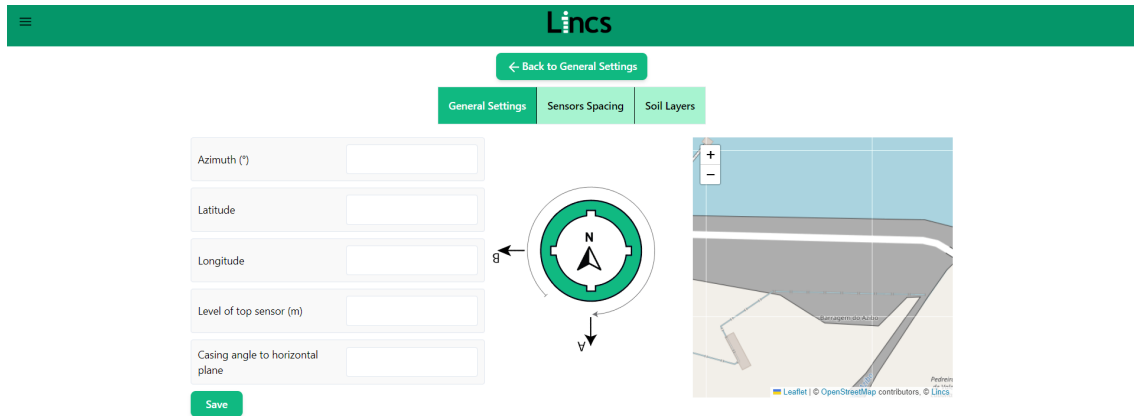 Lincs
← Back to General Settings
General Settings
Sensors Spacing
Soil Layers
Azimuth (°)
Latitude
Longitude
Level of top sensor (m)
Casing angle to horizontal
plane
Save
N
B
A
+
−
Barragem do Azibo
Leaflet | © OpenStreetMap contributors, © Lincs